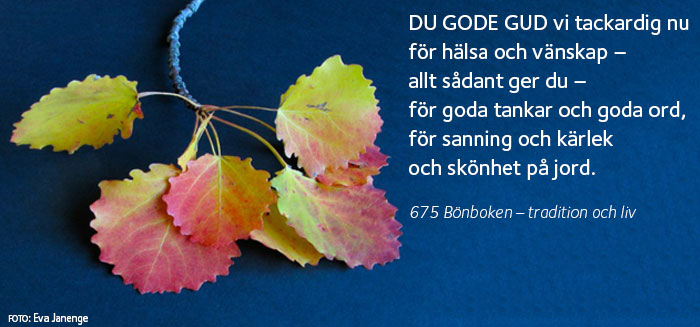 DU GODE GUD vi tackardig nu
för hälsa och vänskap –
allt sådant ger du –
för goda tankar och goda ord,
för sanning och kärlek
och skönhet på jord.
675 Bönboken – tradition och liv
FOTO: Eva Janenge